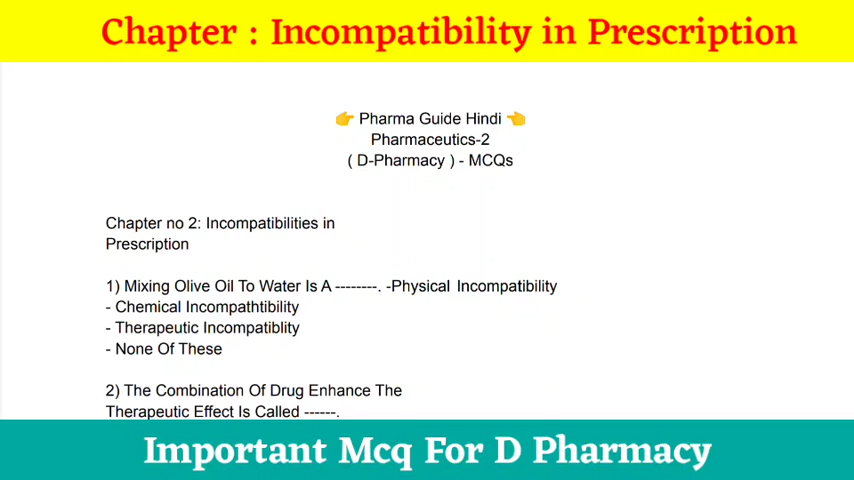 Chapter : Incompatibility in Prescription
👉 Pharma Guide Hindi 👈
Pharmaceutics-2
( D-Pharmacy ) - MCQs
Chapter no 2: Incompatibilities in
Prescription
1) Mixing Olive Oil To Water Is A --------. -Physical Incompatibility
- Chemical Incompathtibility
- Therapeutic Incompatiblity
- None Of These
2) The Combination Of Drug Enhance The
Therapeutic Effect Is Called ------.
Important Mcq For D Pharmacy